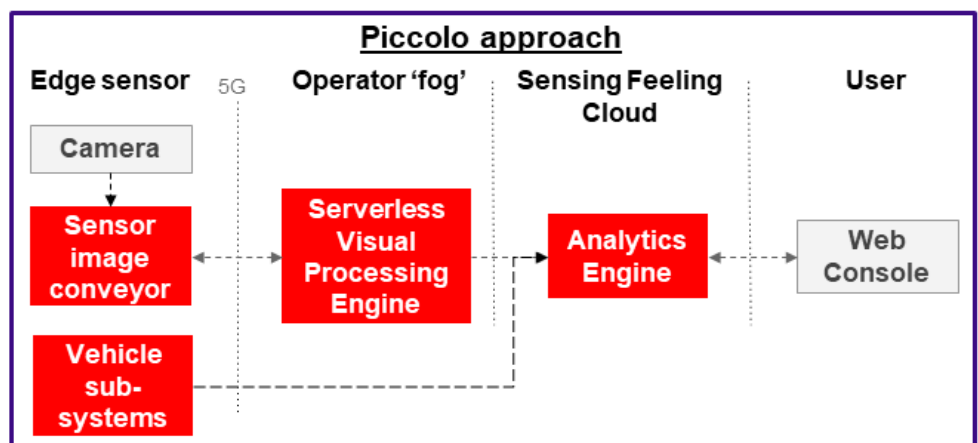 Piccolo approach
Edge sensor
5G
Operator 'fog'
Sensing Feeling
Cloud
User
Camera
Sensor
image
conveyor
Serverless
Visual
Processing
Engine
Analytics
Engine
Web
Console
Vehicle
sub-
systems